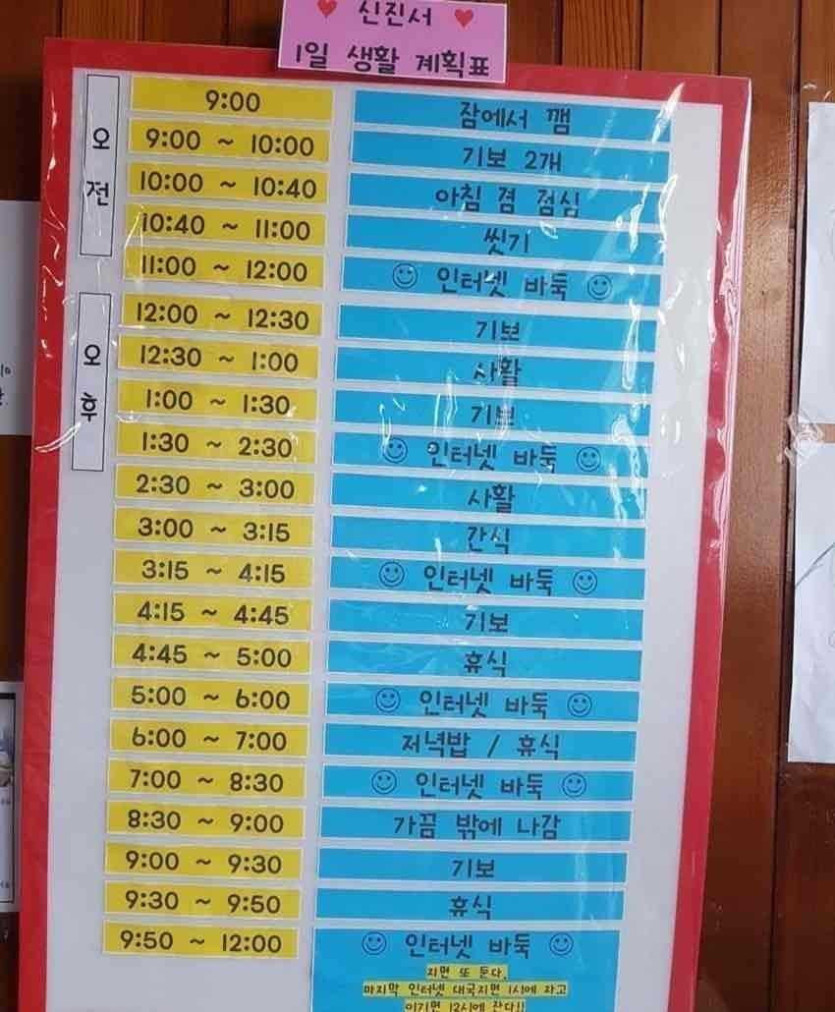 신진서
1일 생활 계획표
오전
9:00 잠에서 깸
9:00 ~ 10:00 기보 2개
10:00 ~ 10:40 아침 겸 점심
10:40 ~ 11:00 씻기
11:00 ~ 12:00 인터넷 바둑
오후
12:00 ~ 12:30 기보
12:30 ~ 1:00 사활
1:00 ~ 1:30 기보
1:30 ~ 2:30 인터넷 바둑
2:30 ~ 3:00 사활
3:00 ~ 3:15 간식
3:15 ~ 4:15 인터넷 바둑
4:15 ~ 4:45 기보
4:45 ~ 5:00 휴식
5:00 ~ 6:00 인터넷 바둑
6:00 ~ 7:00 저녁밥 / 휴식
7:00 ~ 8:30 인터넷 바둑
8:30 ~ 9:00 가끔 밖에 나감
9:00 ~ 9:30 기보
9:30 ~ 9:50 휴식
9:50 ~ 12:00 인터넷 바둑
지면 또 둔다.
마지막 인터넷 대국지면 1시에 자고
이기면 12시에 잔다!!